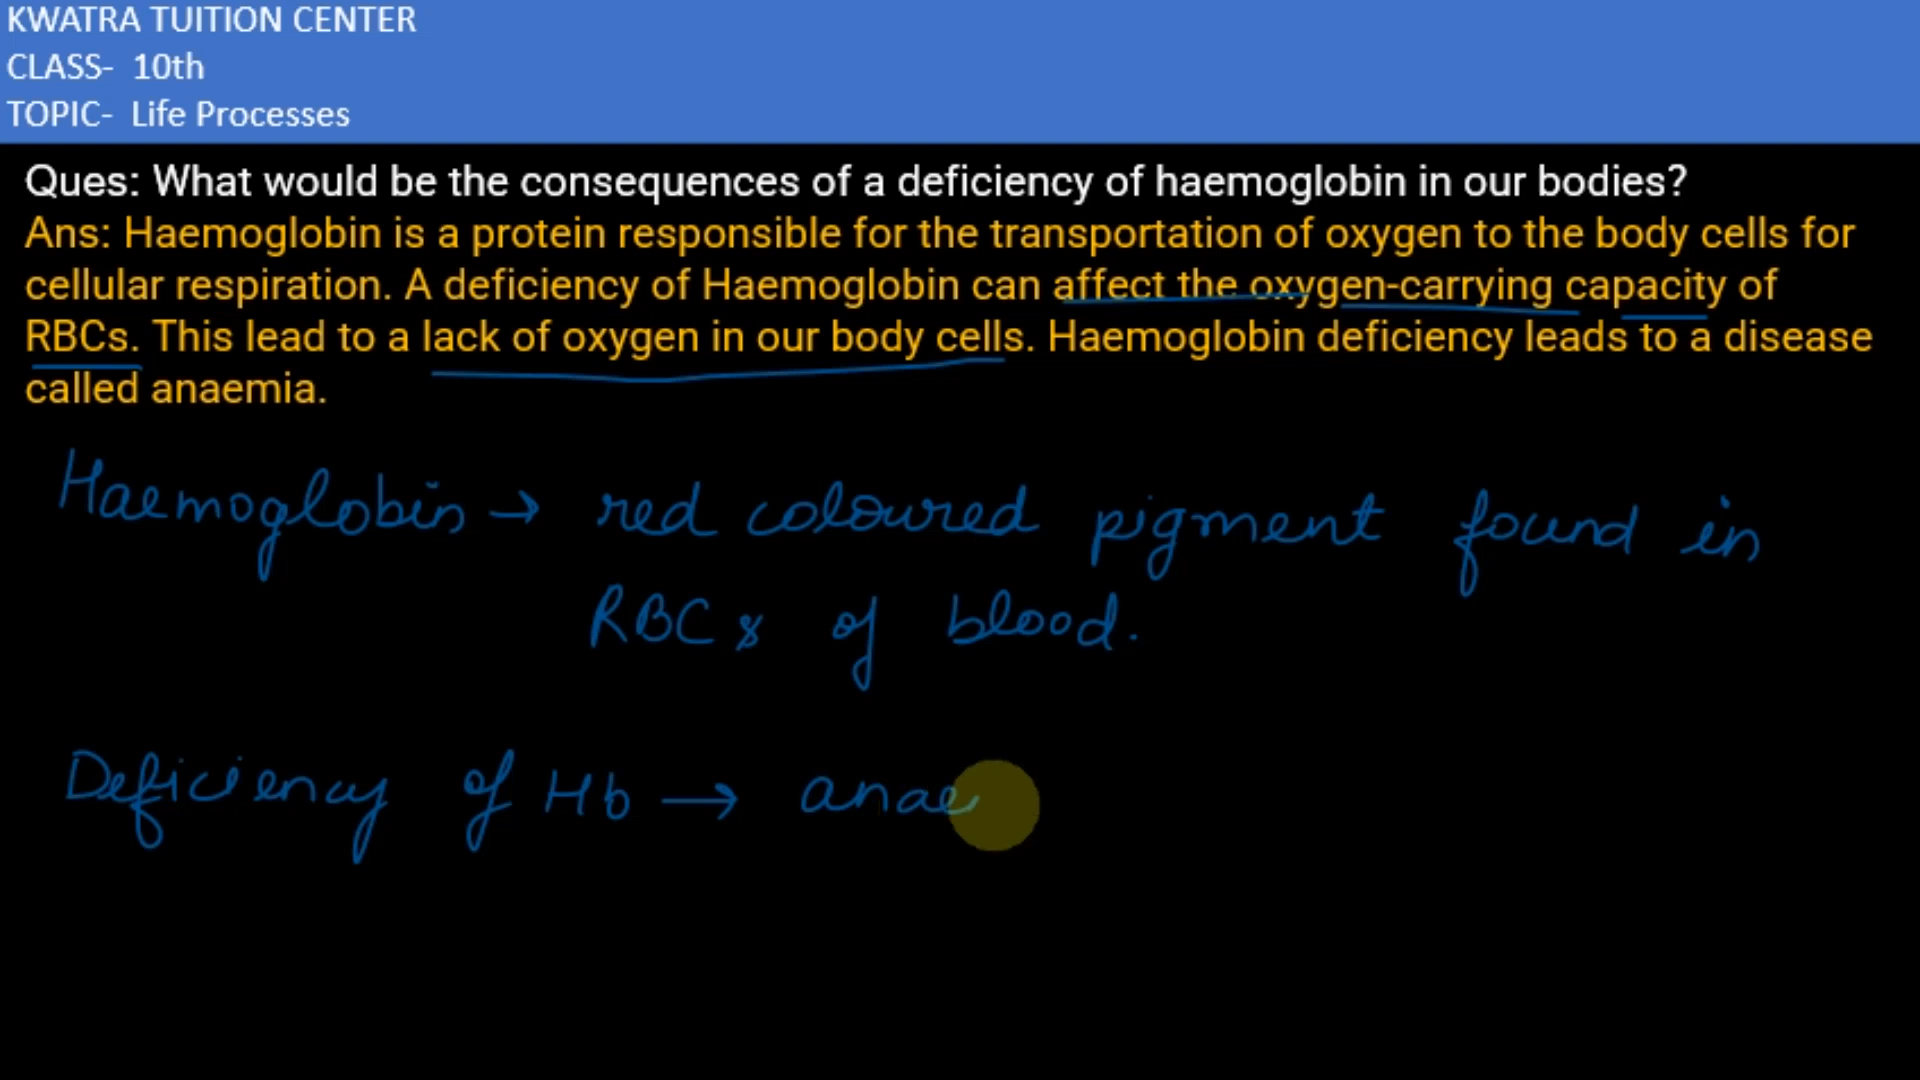 KWATRA TUITION CENTER
CLASS- 10th
TOPIC- Life Processes
Ques: What would be the consequences of a deficiency of haemoglobin in our bodies?
Ans: Haemoglobin is a protein responsible for the transportation of oxygen to the body cells for
cellular respiration. A deficiency of Haemoglobin can affect the oxygen-carrying capacity of
RBCs. This lead to a lack of oxygen in our body cells. Haemoglobin deficiency leads to a disease
called anaemia.
Haemoglobin → red coloured pigment found in
RBCs of blood.
Deficiency of Hb → anae